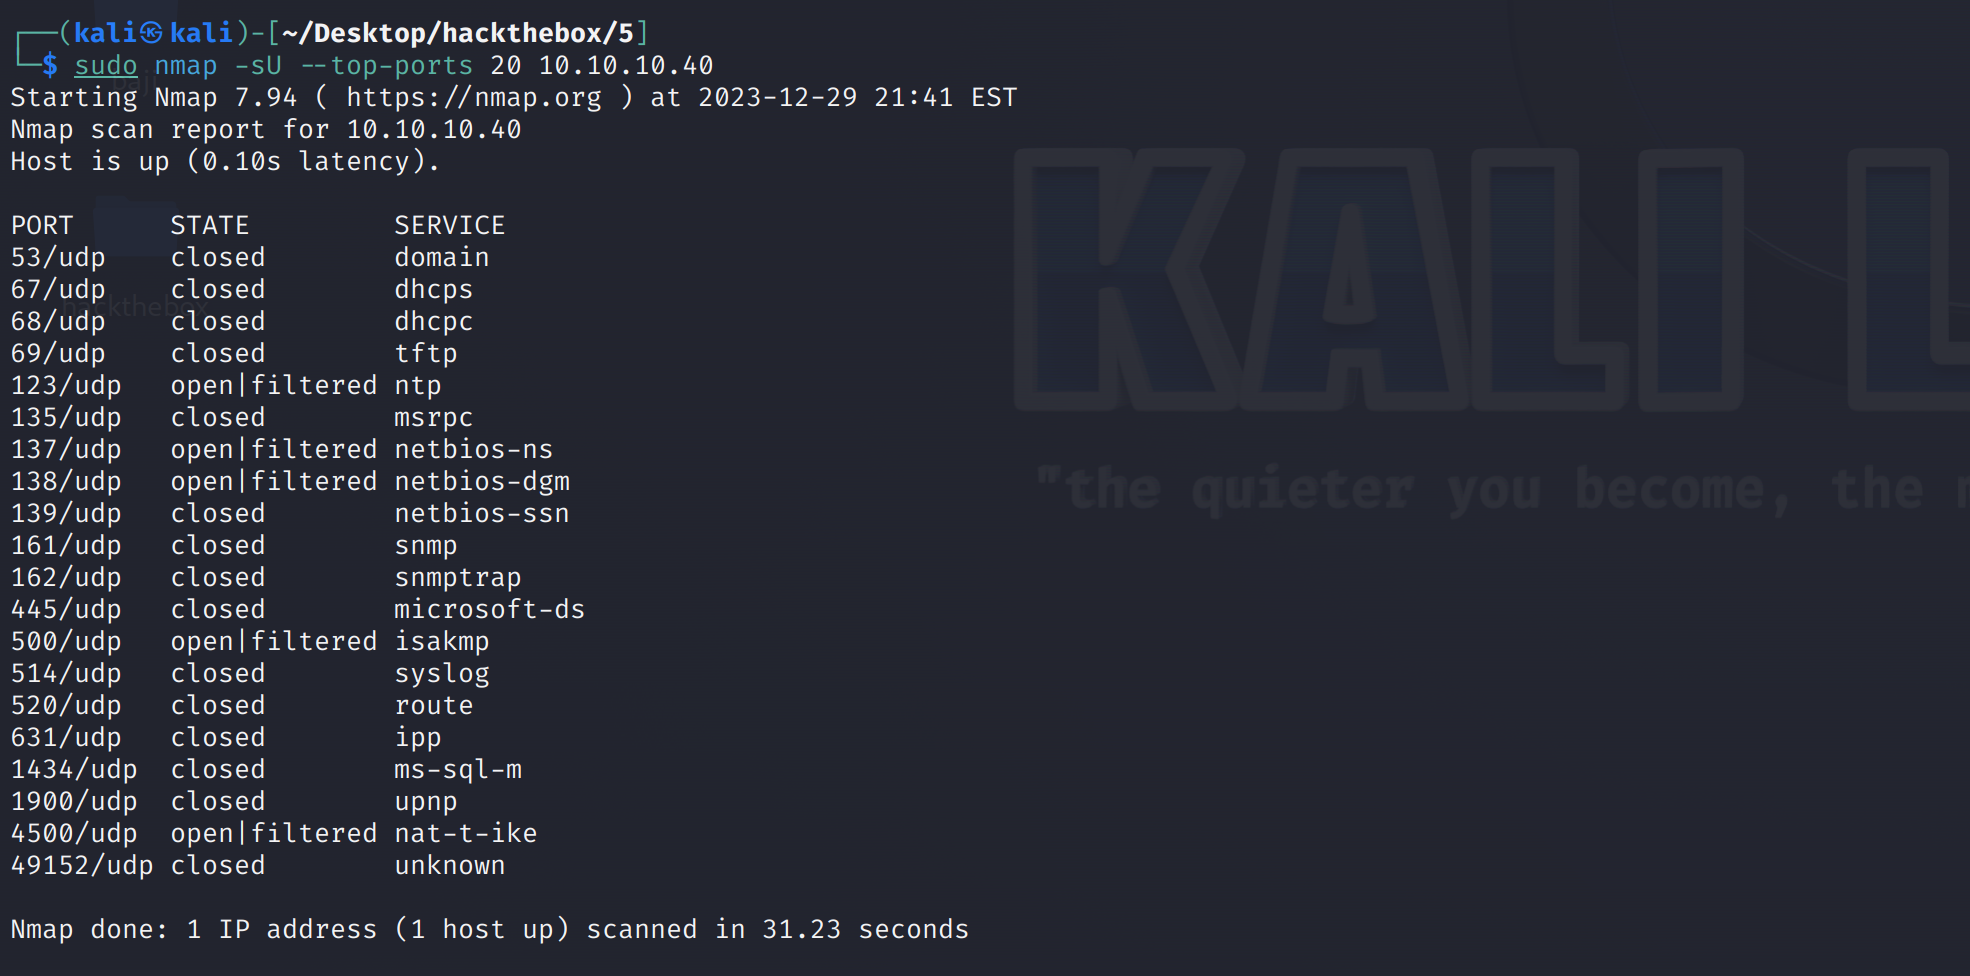 ┌──(kali㉿kali)-[~/Desktop/hackthebox/5]
└─$ sudo nmap -sU --top-ports 20 10.10.10.40
Starting Nmap 7.94 ( https://nmap.org ) at 2023-12-29 21:41 EST
Nmap scan report for 10.10.10.40
Host is up (0.10s latency).

PORT      STATE         SERVICE
53/udp    closed        domain
67/udp    closed        dhcps
68/udp    closed        dhcpc
69/udp    closed        tftp
123/udp   open|filtered ntp
135/udp   closed        msrpc
137/udp   open|filtered netbios-ns
138/udp   open|filtered netbios-dgm
139/udp   closed        netbios-ssn
161/udp   closed        snmp
162/udp   closed        snmptrap
445/udp   closed        microsoft-ds
500/udp   open|filtered isakmp
514/udp   closed        syslog
520/udp   closed        route
631/udp   closed        ipp
1434/udp  closed        ms-sql-m
1900/udp  closed        upnp
4500/udp  open|filtered nat-t-ike
49152/udp closed        unknown

Nmap done: 1 IP address (1 host up) scanned in 31.23 seconds
hackthebox
KALI L
"the quieter you become, the